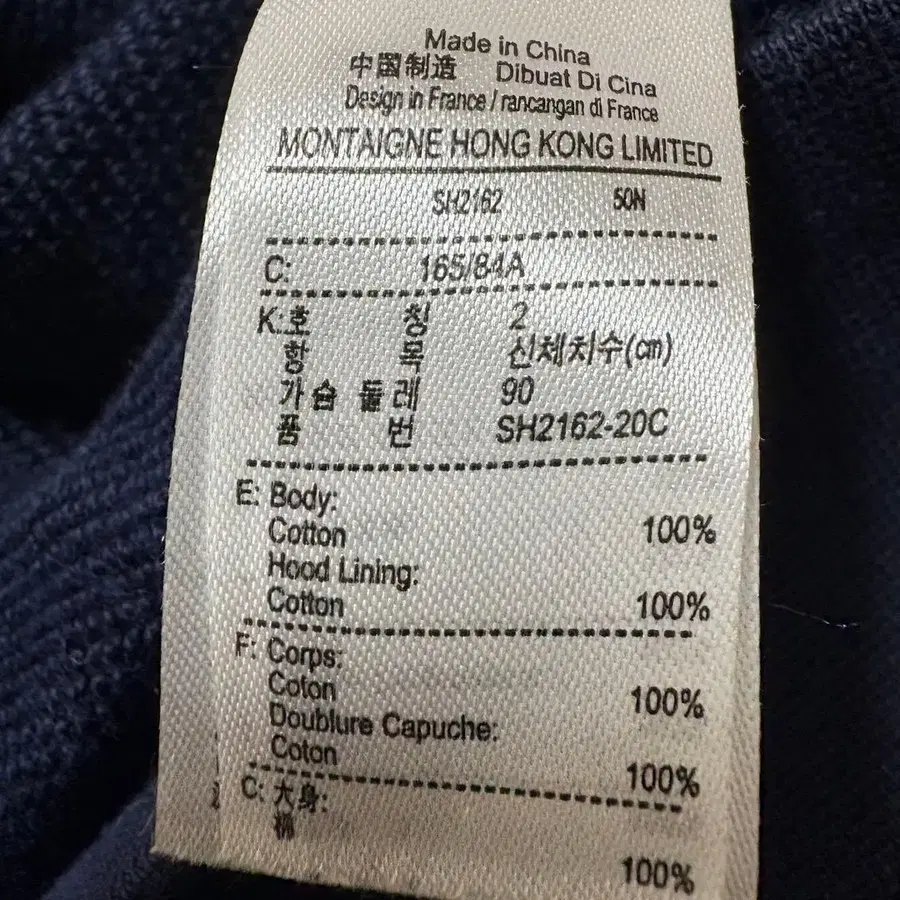 Made in China
中国制造 Dibuat Di Cina
Design in France / rancangan di France
MONTAIGNE HONG KONG LIMITED
SH2162 50N
C: 165/84A
K:호 칭 2
항 목 신체치수(cm)
가슴 둘레 90
품 번 SH2162-20C
E: Body:
Cotton 100%
Hood Lining:
Cotton 100%
F: Corps:
Coton 100%
Doublure Capuche:
Coton 100%
C: 大身:
棉 100%